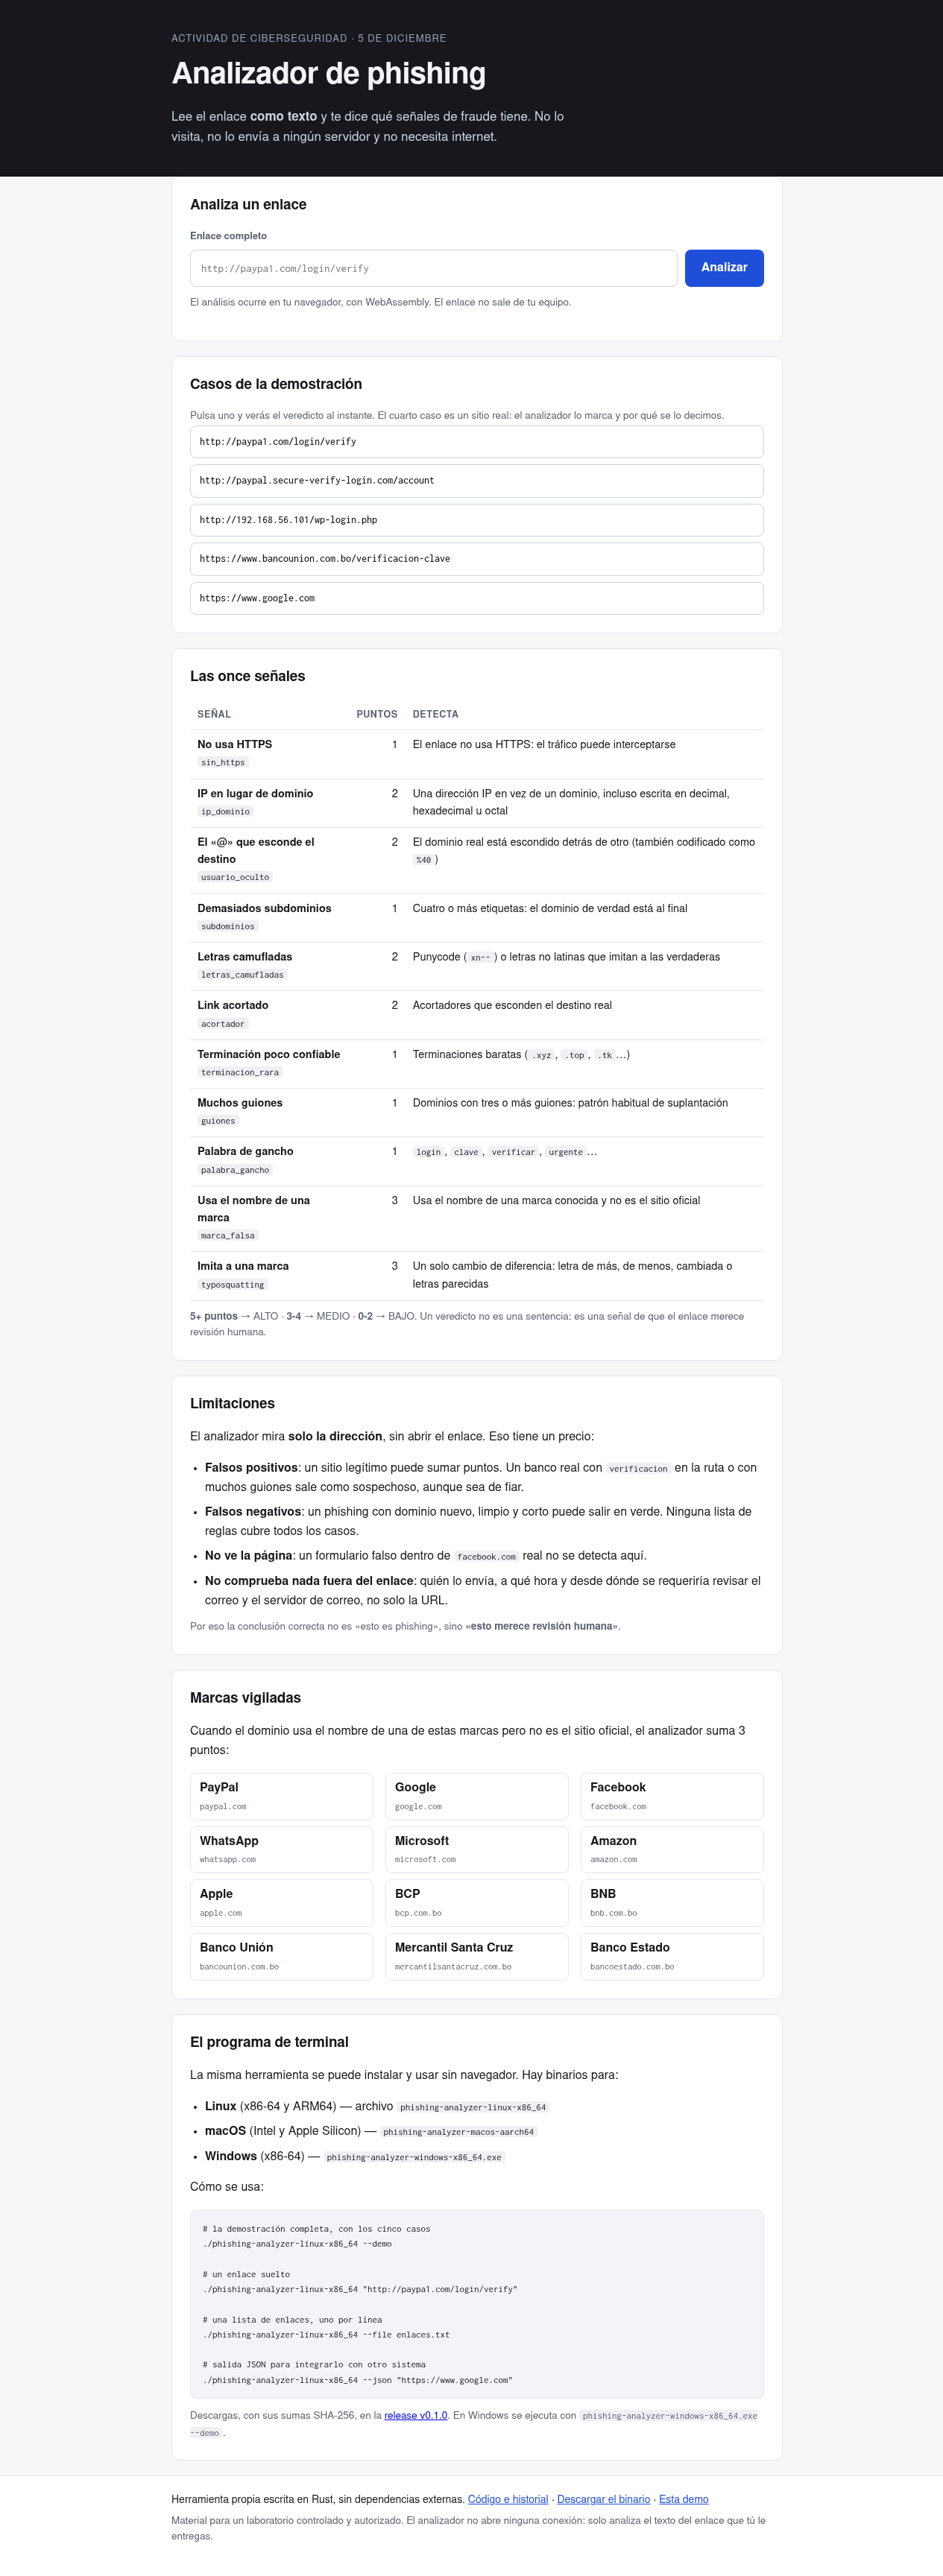 ACTIVIDAD DE CIBERSEGURIDAD · 5 DE DICIEMBRE
Analizador de phishing
Lee el enlace como texto y te dice qué señales de fraude tiene. No lo
visita, no lo envía a ningún servidor y no necesita internet.
Analiza un enlace
Enlace completo
http://paypa1.com/login/verify
Analizar
El análisis ocurre en tu navegador, con WebAssembly. El enlace no sale de tu equipo.
Casos de la demostración
Pulsa uno y verás el veredicto al instante. El cuarto caso es un sitio real: el analizador lo marca y por qué se lo decimos.
http://paypa1.com/login/verify
http://paypal.secure-verify-login.com/account
http://192.168.56.101/wp-login.php
https://www.bancounion.com.bo/verificacion-clave
https://www.google.com
Las once señales
SEÑAL PUNTOS DETECTA
No usa HTTPS 1 El enlace no usa HTTPS: el tráfico puede interceptarse
sin_https
IP en lugar de dominio 2 Una dirección IP en vez de un dominio, incluso escrita en decimal,
ip_dominio hexadecimal u octal
El «@» que esconde el 2 El dominio real está escondido detrás de otro (también codificado como
destino %40 )
usuario_oculto
Demasiados subdominios 1 Cuatro o más etiquetas: el dominio de verdad está al final
subdominios
Letras camufladas 2 Punycode ( xn-- ) o letras no latinas que imitan a las verdaderas
letras_camufladas
Link acortado 2 Acortadores que esconden el destino real
acortador
Terminación poco confiable 1 Terminaciones baratas ( .xyz , .top , .tk …)
terminacion_rara
Muchos guiones 1 Dominios con tres o más guiones: patrón habitual de suplantación
guiones
Palabra de gancho 1 login , clave , verificar , urgente …
palabra_gancho
Usa el nombre de una 3 Usa el nombre de una marca conocida y no es el sitio oficial
marca
marca_falsa
Imita a una marca 3 Un solo cambio de diferencia: letra de más, de menos, cambiada o
typosquatting letras parecidas
5+ puntos → ALTO · 3-4 → MEDIO · 0-2 → BAJO. Un veredicto no es una sentencia: es una señal de que el enlace merece
revisión humana.
Limitaciones
El analizador mira solo la dirección, sin abrir el enlace. Eso tiene un precio:
• Falsos positivos: un sitio legítimo puede sumar puntos. Un banco real con verificacion en la ruta o con
muchos guiones sale como sospechoso, aunque sea de fiar.
• Falsos negativos: un phishing con dominio nuevo, limpio y corto puede salir en verde. Ninguna lista de
reglas cubre todos los casos.
• No ve la página: un formulario falso dentro de facebook.com real no se detecta aquí.
• No comprueba nada fuera del enlace: quién lo envía, a qué hora y desde dónde se requeriría revisar el
correo y el servidor de correo, no solo la URL.
Por eso la conclusión correcta no es «esto es phishing», sino «esto merece revisión humana».
Marcas vigiladas
Cuando el dominio usa el nombre de una de estas marcas pero no es el sitio oficial, el analizador suma 3
puntos:
PayPal Google Facebook
paypal.com google.com facebook.com
WhatsApp Microsoft Amazon
whatsapp.com microsoft.com amazon.com
Apple BCP BNB
apple.com bcp.com.bo bnb.com.bo
Banco Unión Mercantil Santa Cruz Banco Estado
bancounion.com.bo mercantilsantacruz.com.bo bancoestado.com.bo
El programa de terminal
La misma herramienta se puede instalar y usar sin navegador. Hay binarios para:
• Linux (x86-64 y ARM64) — archivo phishing-analyzer-linux-x86_64
• macOS (Intel y Apple Silicon) — phishing-analyzer-macos-aarch64
• Windows (x86-64) — phishing-analyzer-windows-x86_64.exe
Cómo se usa:
# la demostración completa, con los cinco casos
./phishing-analyzer-linux-x86_64 --demo
# un enlace suelto
./phishing-analyzer-linux-x86_64 "http://paypa1.com/login/verify"
# una lista de enlaces, uno por línea
./phishing-analyzer-linux-x86_64 --file enlaces.txt
# salida JSON para integrarlo con otro sistema
./phishing-analyzer-linux-x86_64 --json "https://www.google.com"
Descargas, con sus sumas SHA-256, en la release v0.1.0. En Windows se ejecuta con phishing-analyzer-windows-x86_64.exe
--demo .
Herramienta propia escrita en Rust, sin dependencias externas. Código e historial · Descargar el binario · Esta demo
Material para un laboratorio controlado y autorizado. El analizador no abre ninguna conexión: solo analiza el texto del enlace que tú le
entregas.